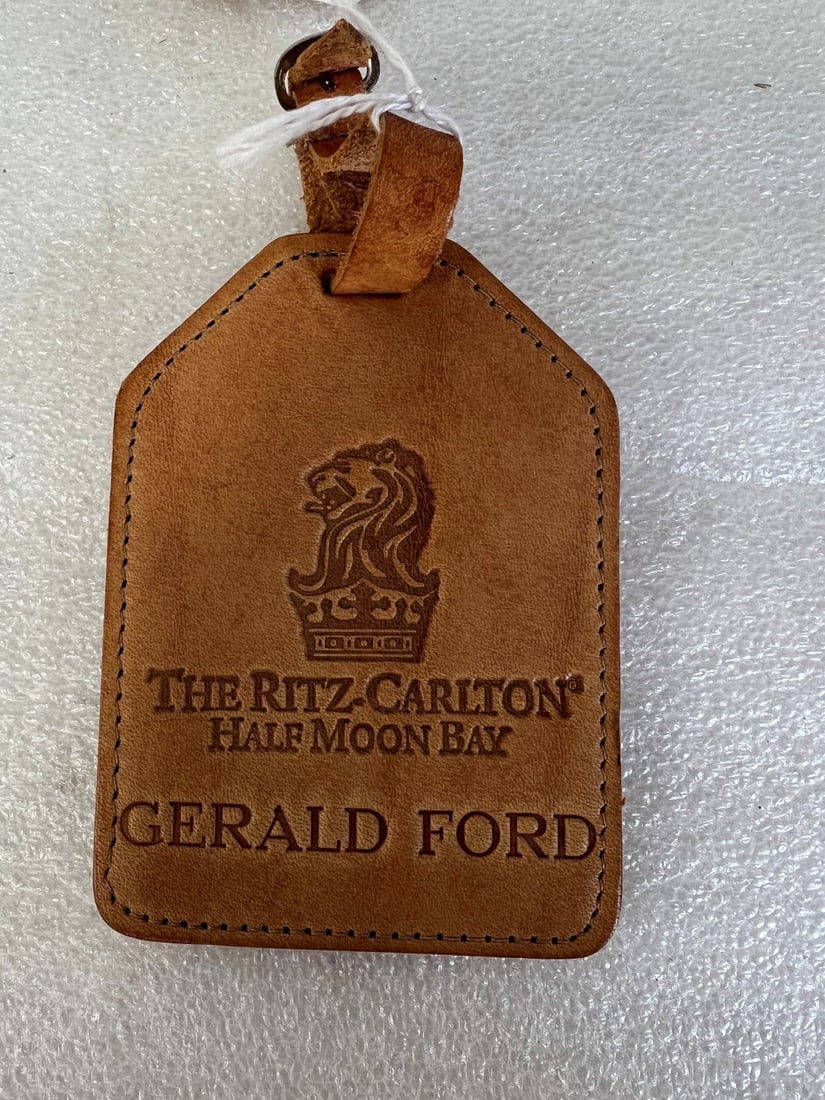 THE RITZ-CARLTON®
HALF MOON BAY
GERALD FORD